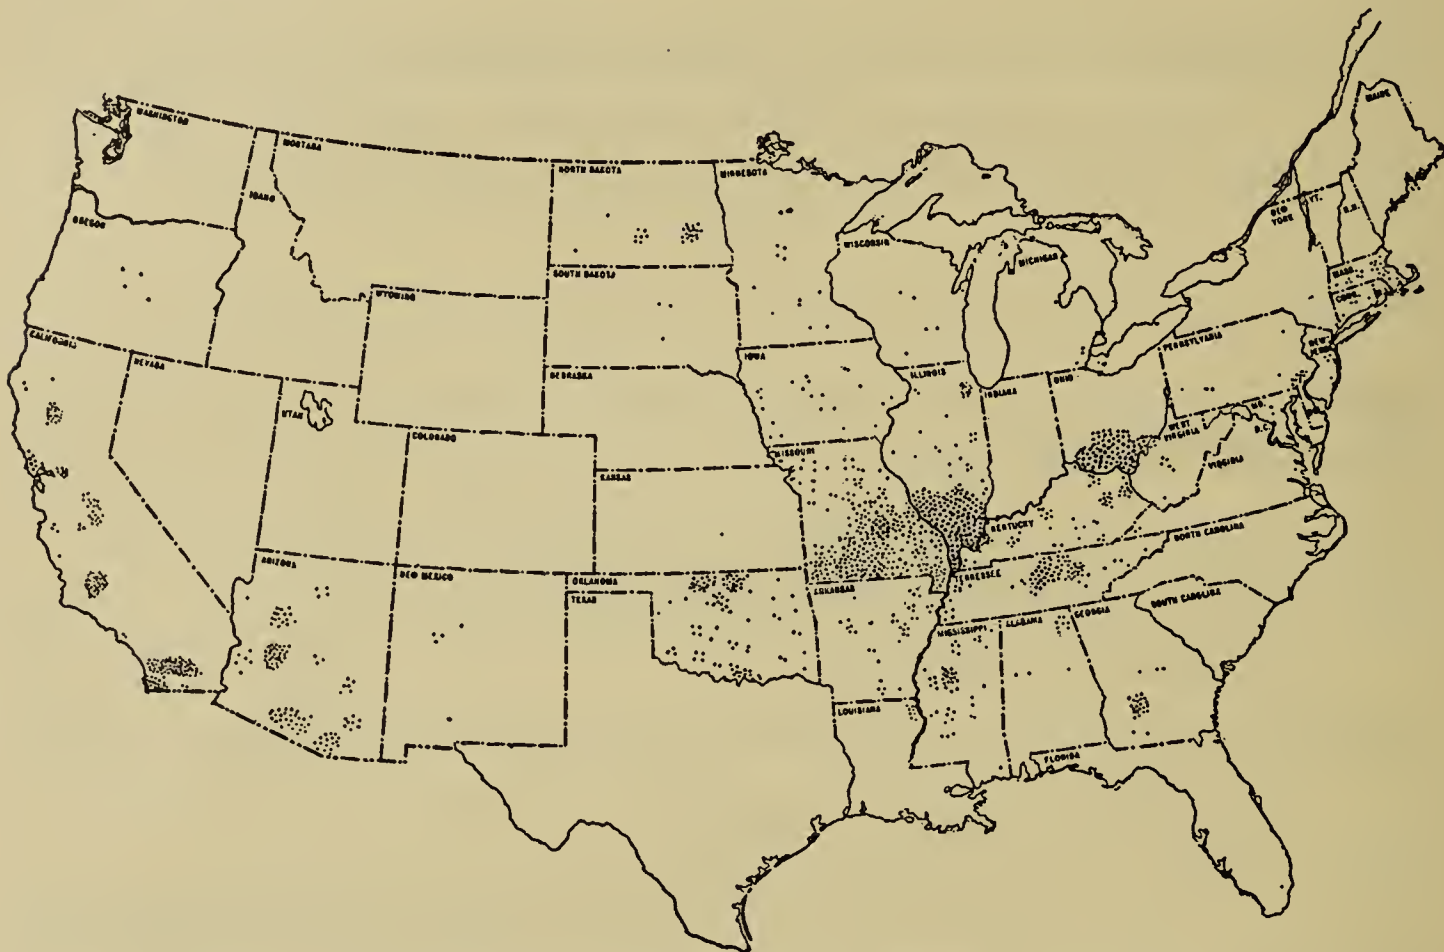 WASHINGTON
MONTANA
MAINE
NORTH DAKOTA
MINNESOTA
IDAHO
VT.
N.H.
NEW
YORK
OREGON
WISCONSIN
MICHIGAN
SOUTH DAKOTA
MASS.
WYOMING
CONN.
CALIFORNIA
NEVADA
IOWA
PENNSYLVANIA
NEBRASKA
ILLINOIS
OHIO
INDIANA
UTAH
MD.
COLORADO
WEST
VIRGINIA
D.C.
MISSOURI
VIRGINIA
KANSAS
KENTUCKY
NORTH CAROLINA
ARIZONA
NEW MEXICO
OKLAHOMA
TENNESSEE
ARKANSAS
TEXAS
SOUTH CAROLINA
GEORGIA
ALABAMA
MISSISSIPPI
LOUISIANA
FLORIDA